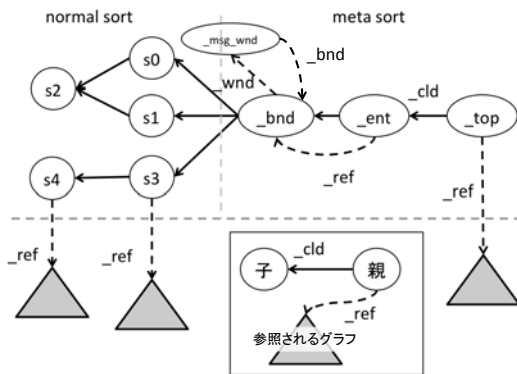 normal sort
meta sort
_msg_wnd
_bnd
s0
_wnd
s2
_cld
s1
_bnd
_ent
_top
_ref
_ref
s4
s3
_ref
_ref
_cld
子
親
_ref
参照されるグラフ